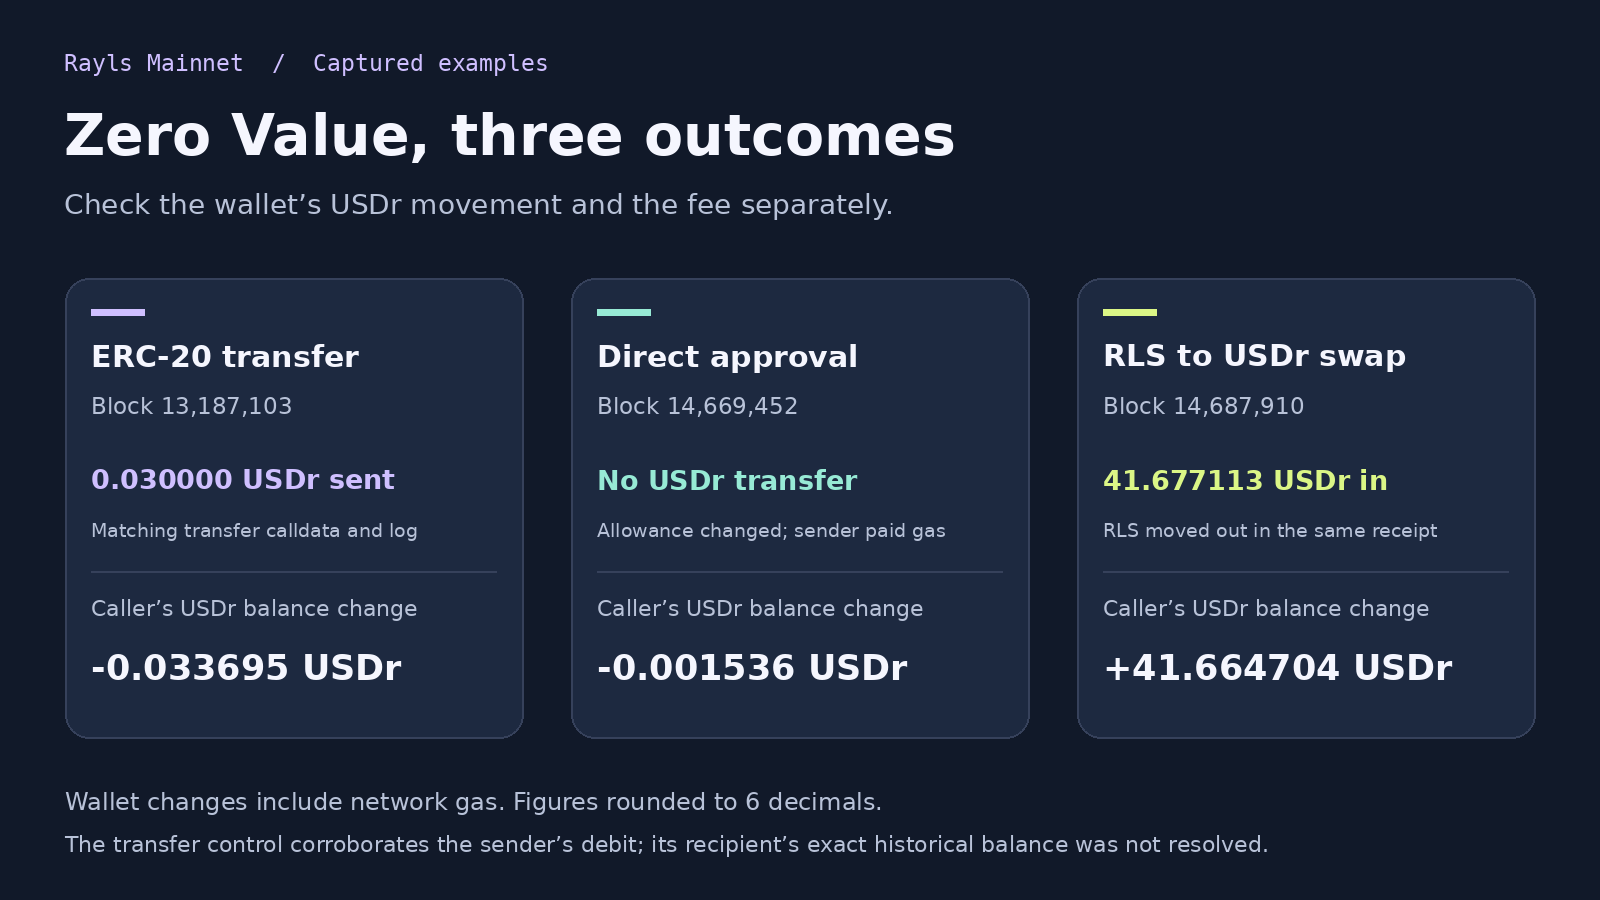 Rayls Mainnet / Captured examples
Zero Value, three outcomes
Check the wallet’s USDr movement and the fee separately.
ERC-20 transfer
Block 13,187,103
0.030000 USDr sent
Matching transfer calldata and log
Caller’s USDr balance change
-0.033695 USDr
Direct approval
Block 14,669,452
No USDr transfer
Allowance changed; sender paid gas
Caller’s USDr balance change
-0.001536 USDr
RLS to USDr swap
Block 14,687,910
41.677113 USDr in
RLS moved out in the same receipt
Caller’s USDr balance change
+41.664704 USDr
Wallet changes include network gas. Figures rounded to 6 decimals.
The transfer control corroborates the sender’s debit; its recipient’s exact historical balance was not resolved.